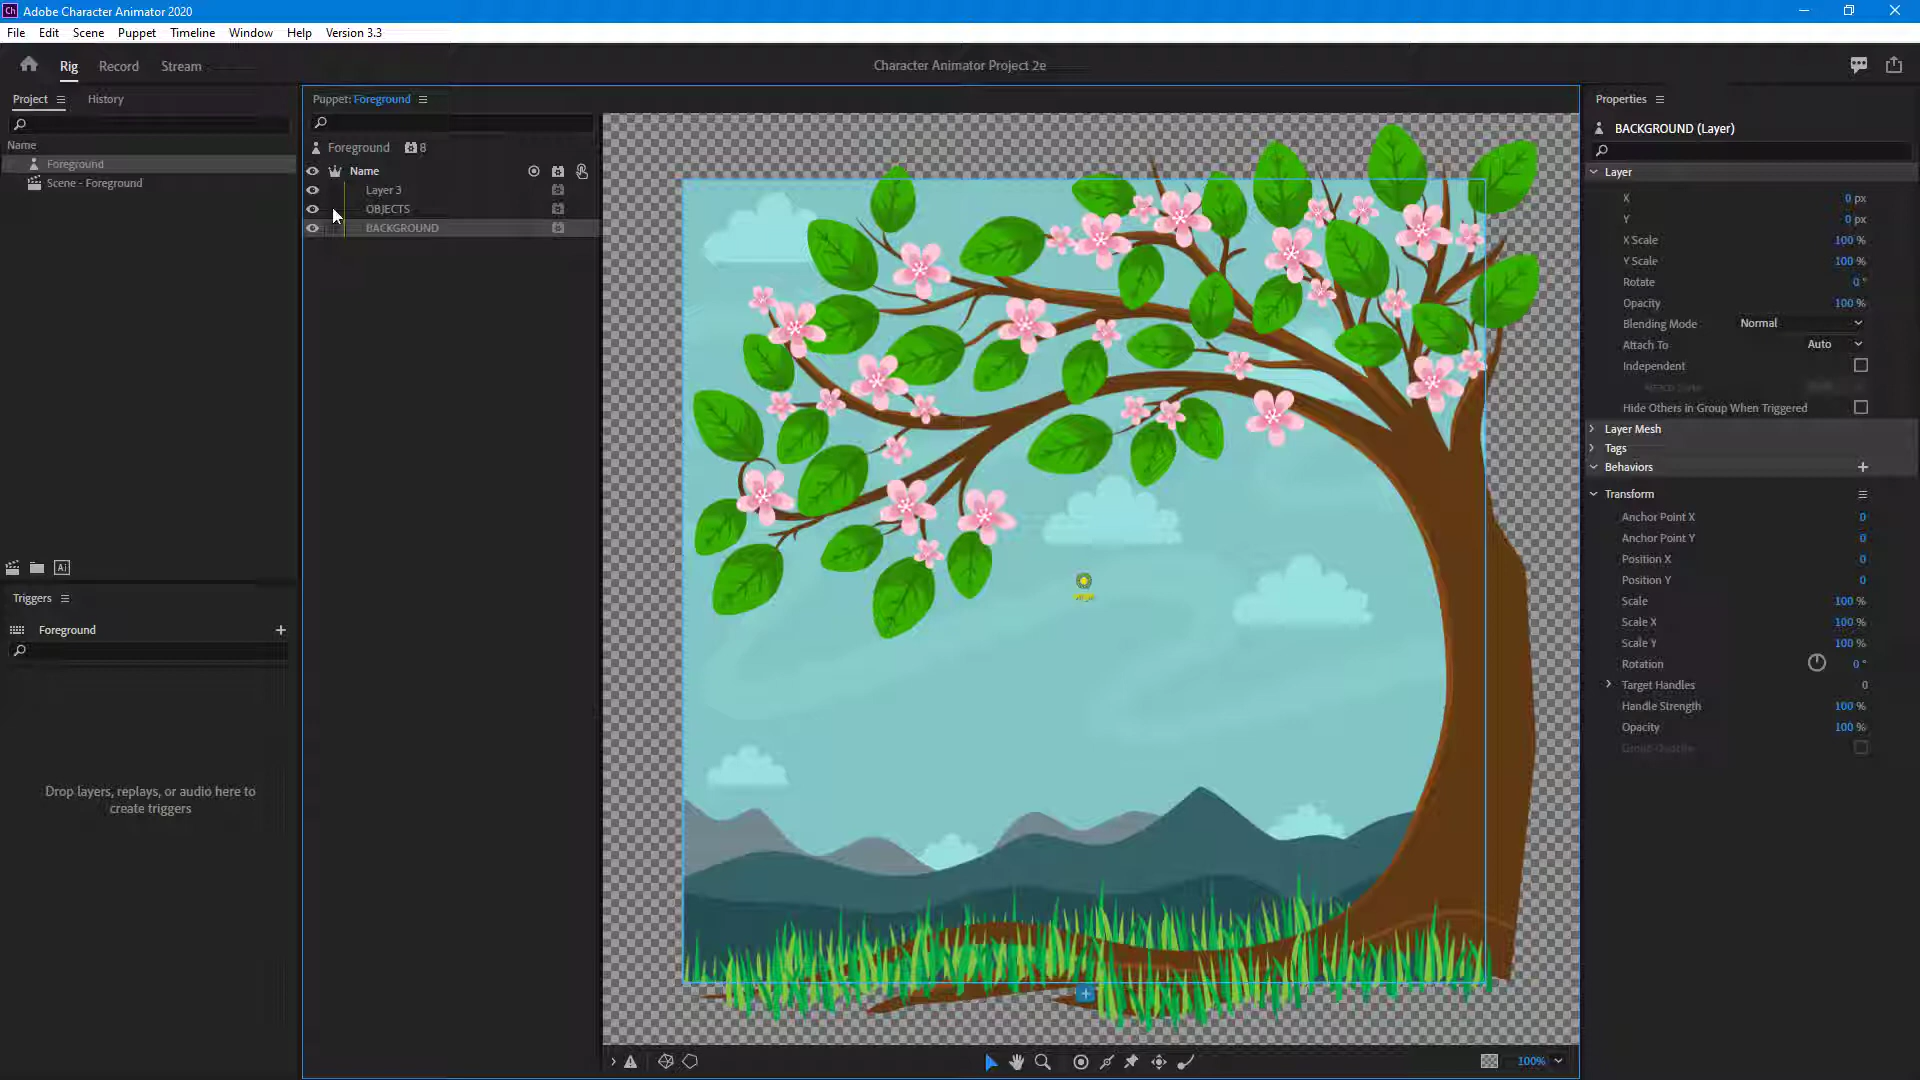 Ch Adobe Character Animator 2020
File Edit Scene Puppet Timeline Window Help Version 3.3
Rig Record Stream
Character Animator Project 2e
Project History
Name
Foreground
Scene - Foreground
Ai
Triggers
Foreground +
Drop layers, replays, or audio here to
create triggers
Puppet: Foreground
Foreground 8
Name
Layer 3
OBJECTS
BACKGROUND
100%
Properties
BACKGROUND (Layer)
Layer
X 0 px
Y 0 px
X Scale 100 %
Y Scale 100 %
Rotate 0 °
Opacity 100 %
Blending Mode Normal
Attach To Auto
Independent
Hide Others in Group When Triggered
Layer Mesh
Tags
Behaviors +
Transform
Anchor Point X 0
Anchor Point Y 0
Position X 0
Position Y 0
Scale 100 %
Scale X 100 %
Scale Y 100 %
Rotation 0 °
Target Handles 0
Handle Strength 100 %
Opacity 100 %
Group Opacity